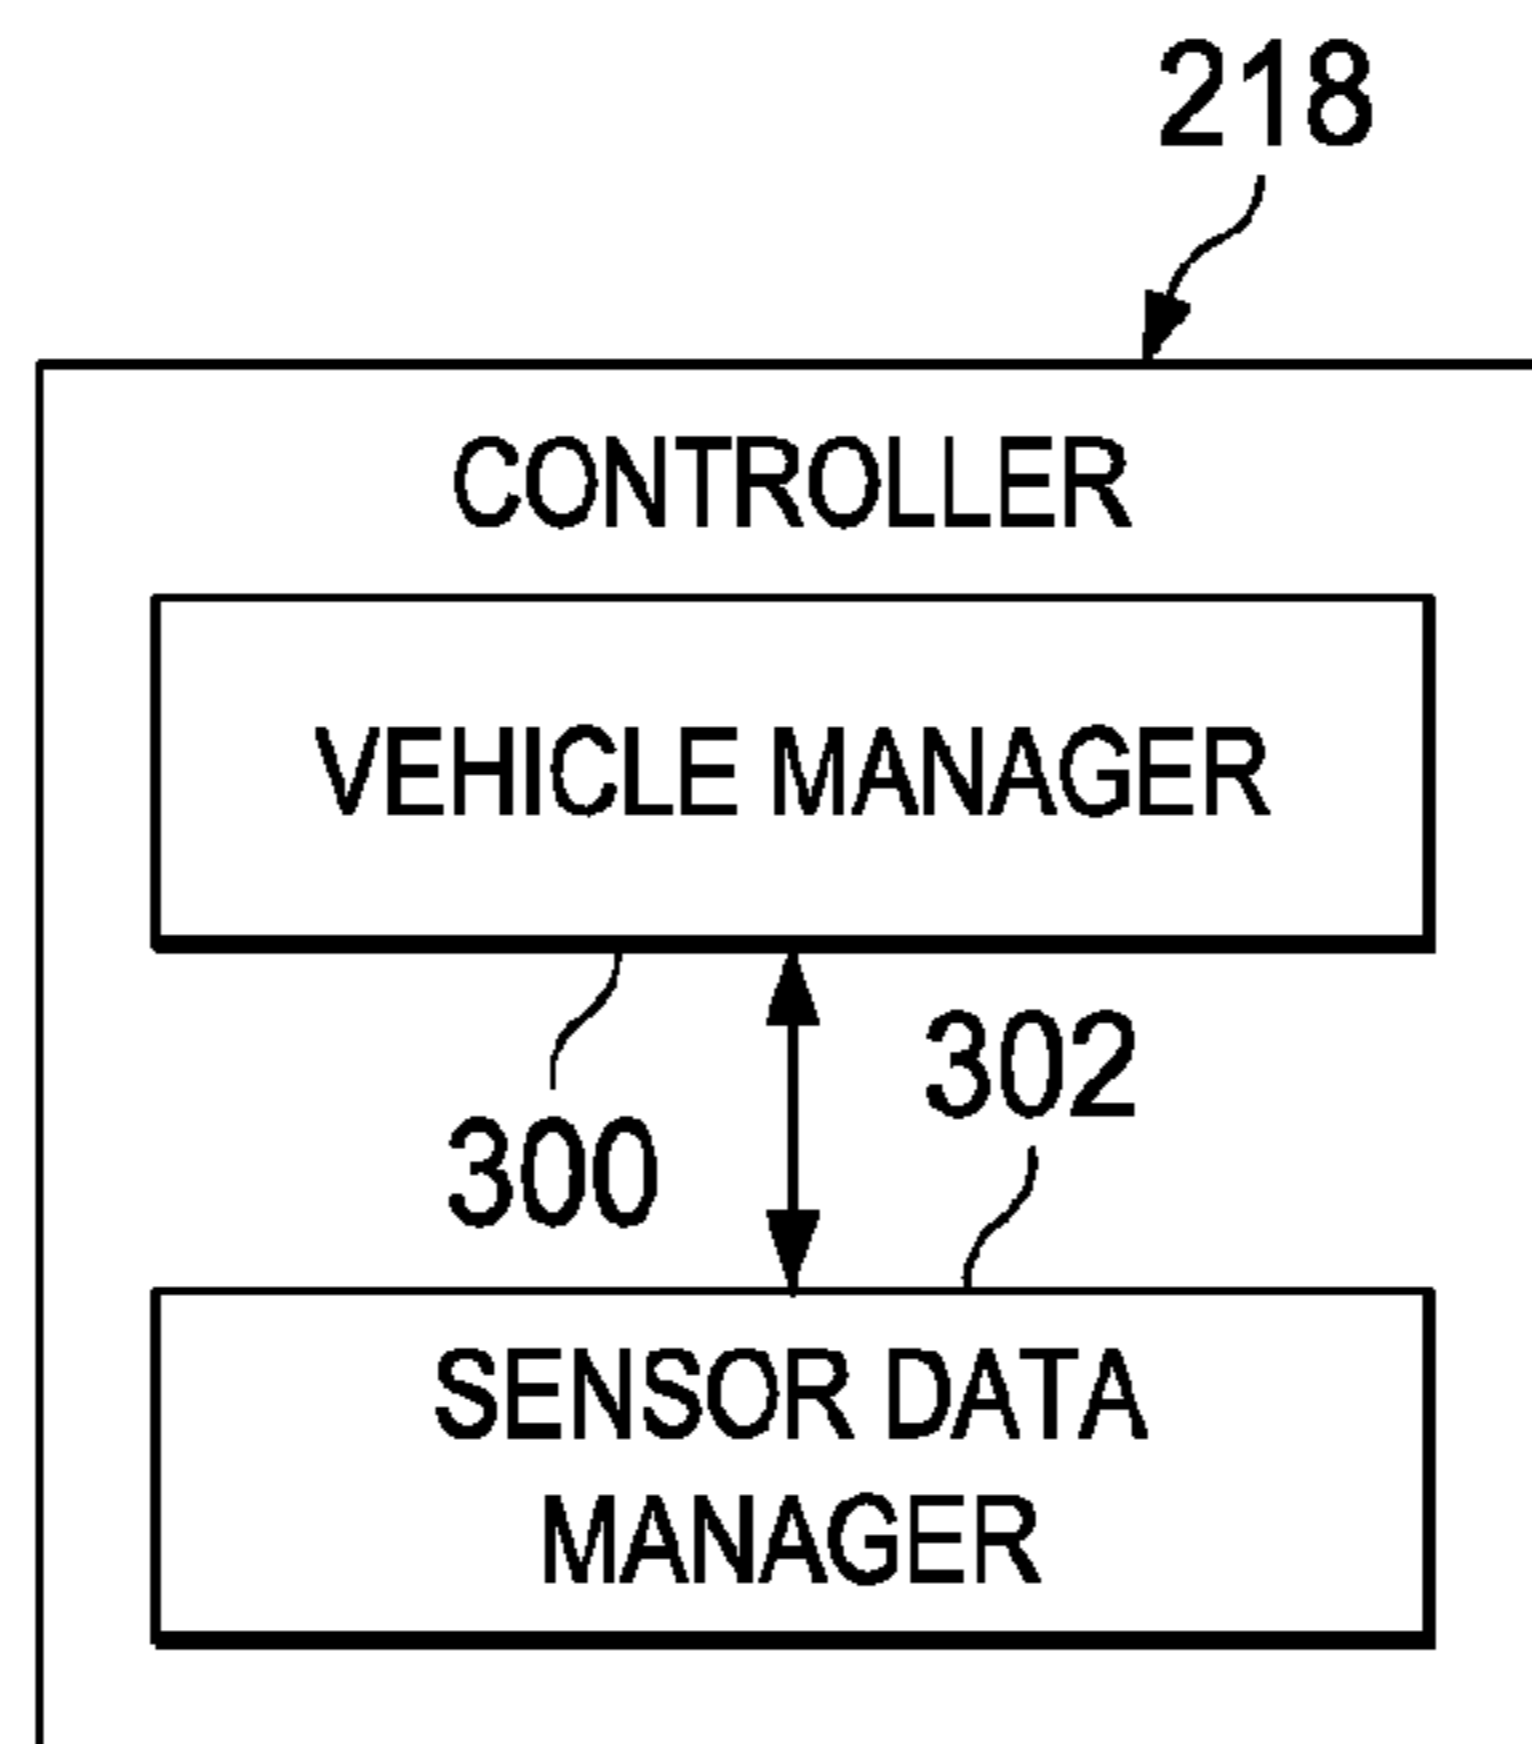 218
CONTROLLER
VEHICLE MANAGER
302
300
SENSOR DATA
MANAGER